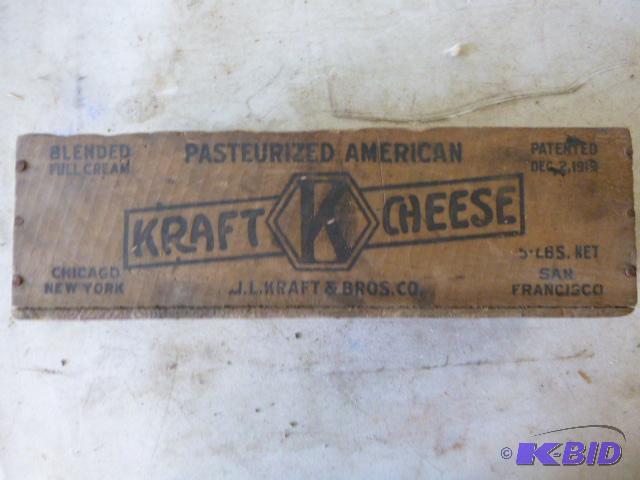 BLENDED
FULL CREAM
PASTEURIZED AMERICAN
PATENTED
DEC. 2, 1919
KRAFT K CHEESE
5-LBS. NET
CHICAGO
NEW YORK
J.L. KRAFT & BROS. CO.
SAN
FRANCISCO
© K-BID